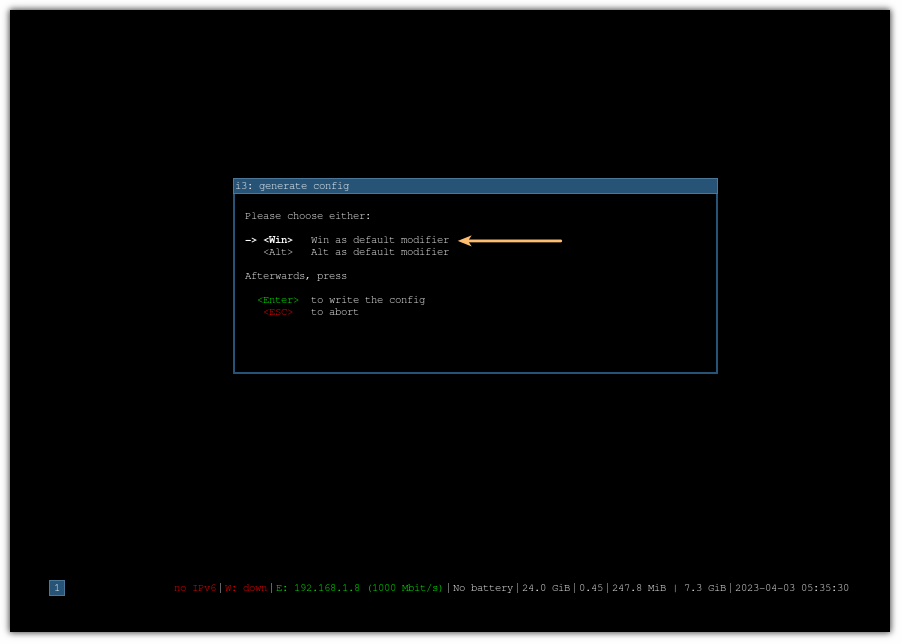 i3: generate config
Please choose either:
—> <Win> Win as default modifier
<Alt> Alt as default modifier
Afterwards, press
<Enter> to write the config
<ESC> to abort
1 no IPv6|W: down|E: 192.168.1.8 (1000 Mbit/s)|No battery|24.0 GiB|0.45|247.8 MiB | 7.3 GiB|2023-04-03 05:35:30